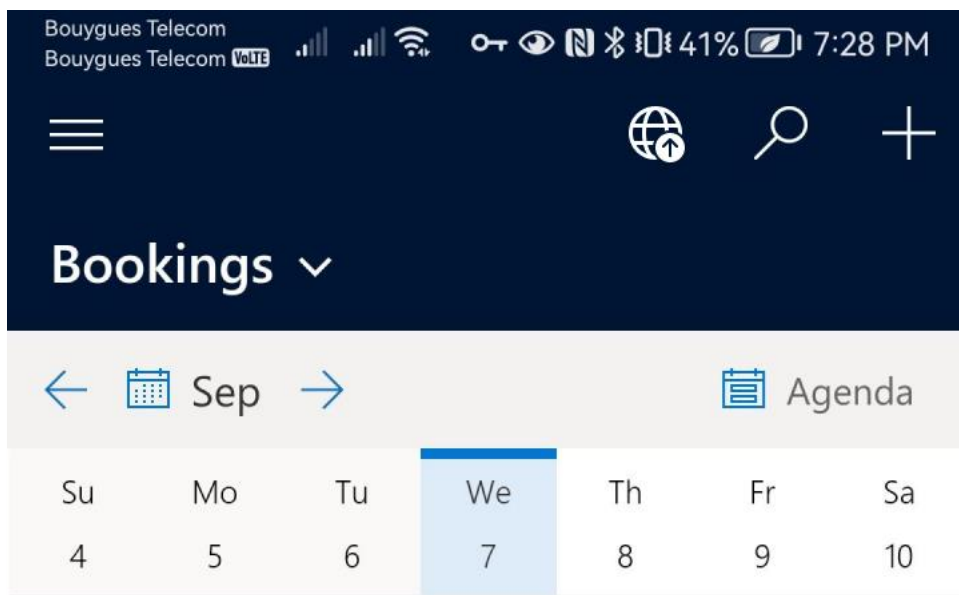 Bouygues Telecom
Bouygues Telecom VoLTE 41% 7:28 PM
Bookings
Sep Agenda
Su Mo Tu We Th Fr Sa
4 5 6 7 8 9 10